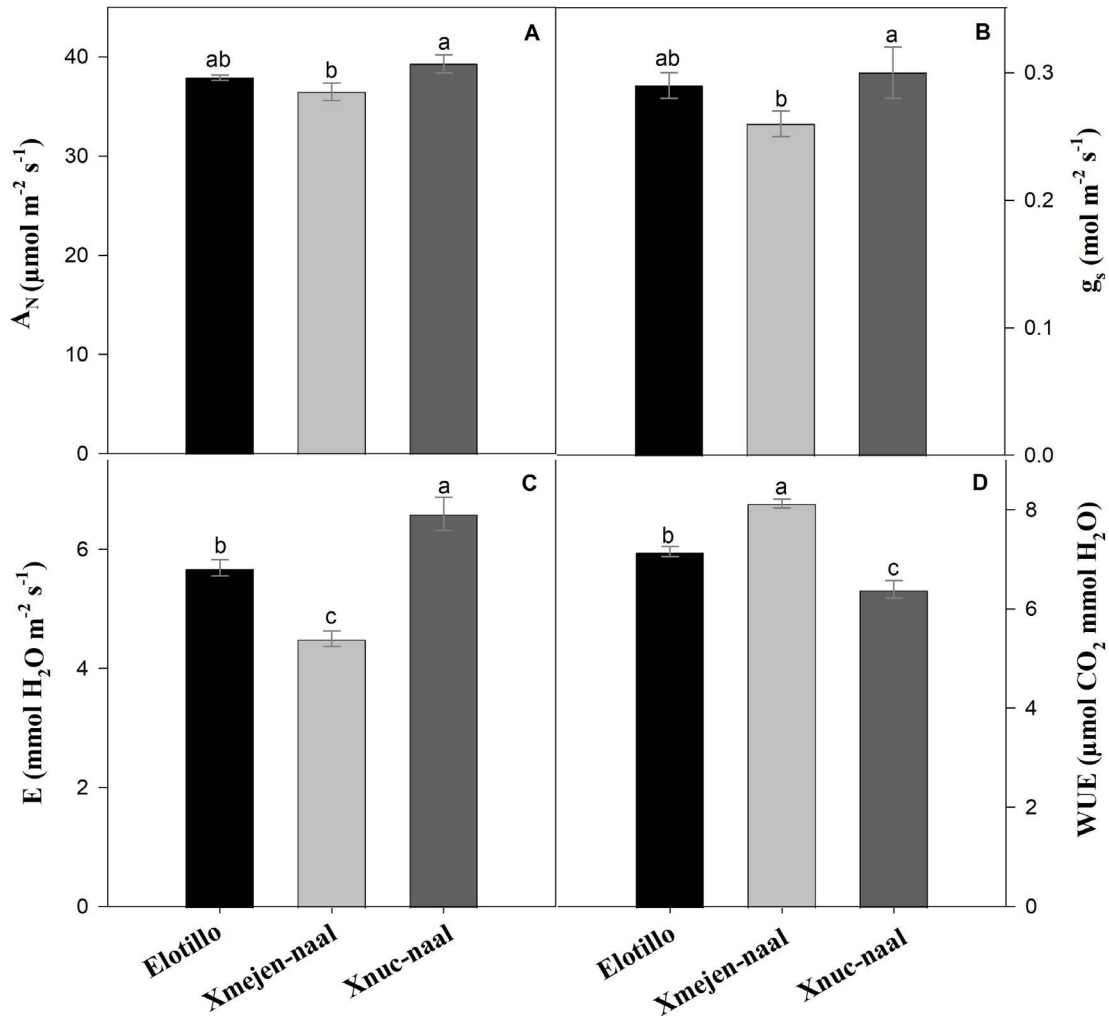 A
ab
b
a
40
30
20
10
0
A_N (µmol m⁻² s⁻¹)
B
ab
b
a
0.3
0.2
0.1
0.0
g_s (mol m⁻² s⁻¹)
C
b
c
a
6
4
2
0
E (mmol H₂O m⁻² s⁻¹)
D
b
a
c
8
6
4
2
0
WUE (µmol CO₂ mmol H₂O)
Elotillo
Xmejen-naal
Xnuc-naal
Elotillo
Xmejen-naal
Xnuc-naal